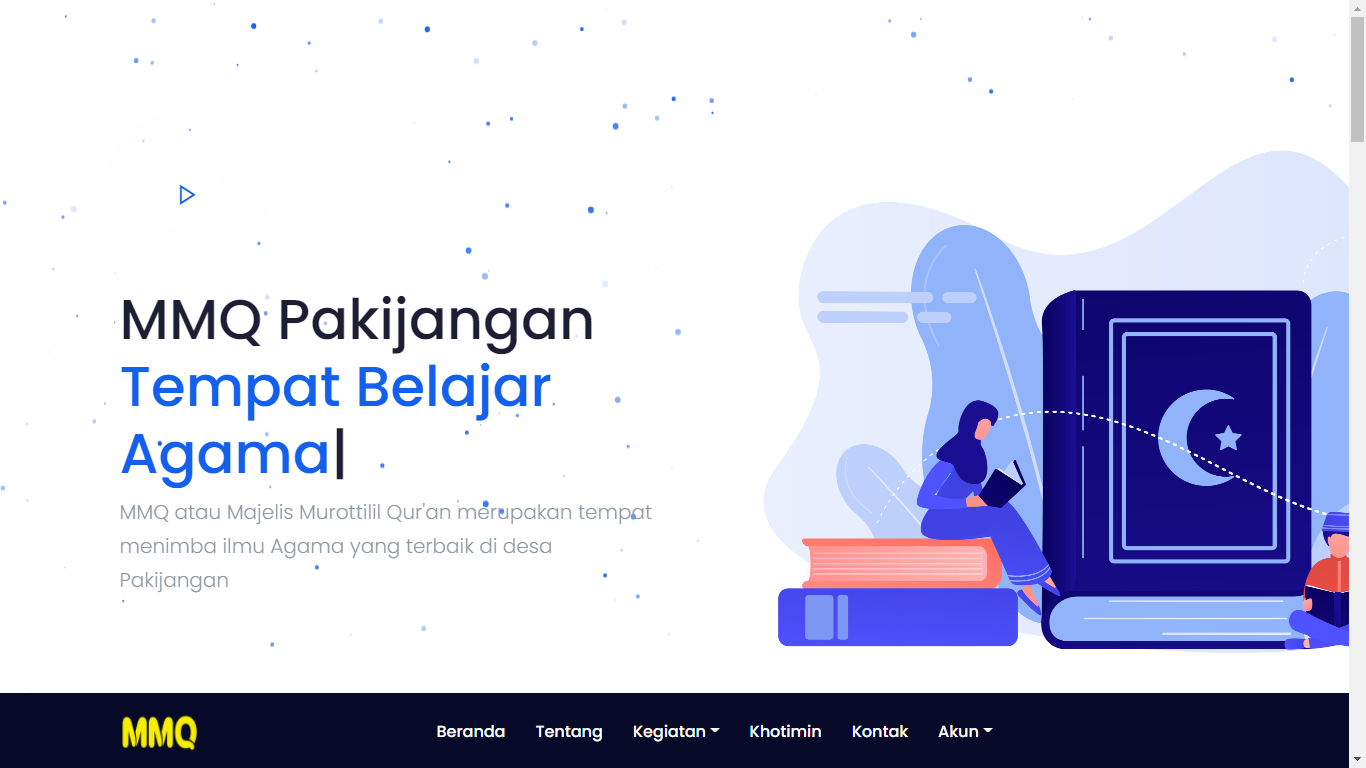 MMQ Pakijangan
Tempat Belajar
Agama|
MMQ atau Majelis Murottilil Qur'an merupakan tempat
menimba ilmu Agama yang terbaik di desa
Pakijangan
MMQ Beranda Tentang Kegiatan Khotimin Kontak Akun